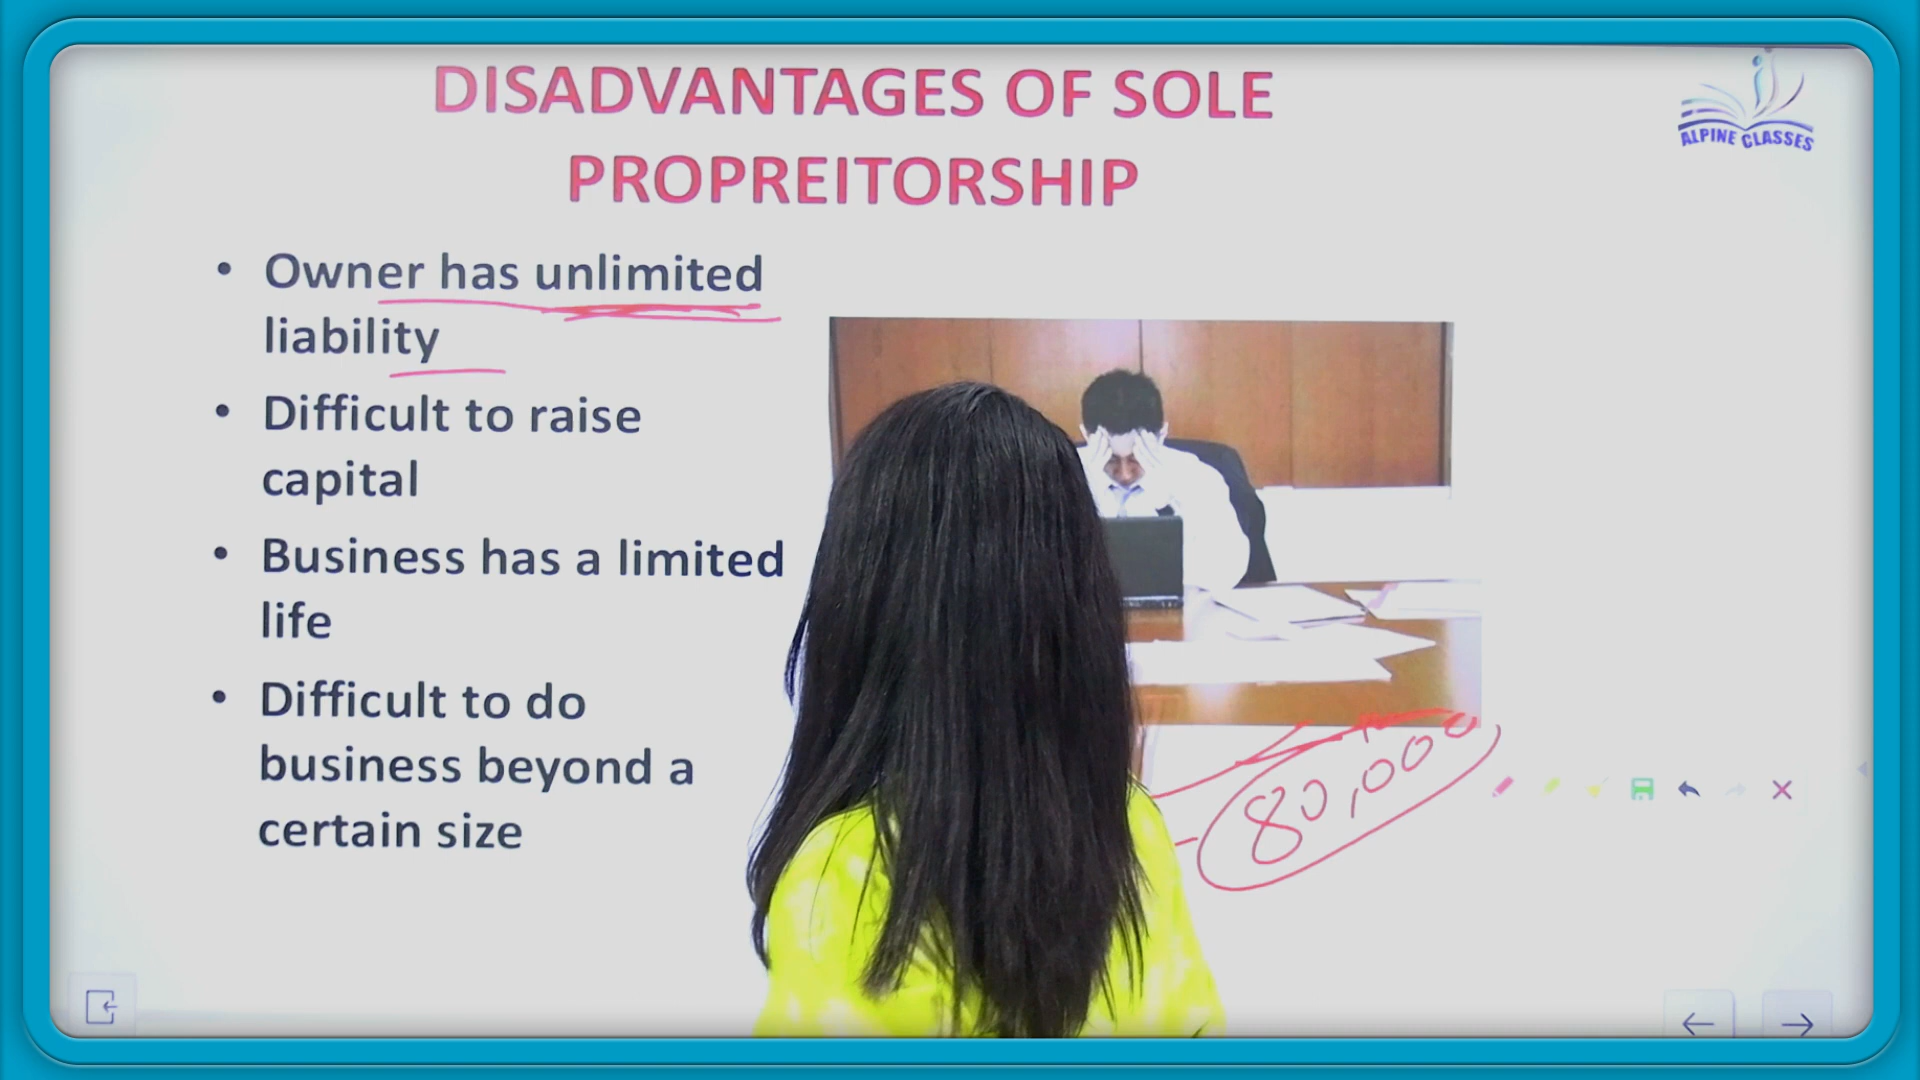 DISADVANTAGES OF SOLE
PROPREITORSHIP
ALPINE CLASSES
• Owner has unlimited
liability
• Difficult to raise
capital
• Business has a limited
life
• Difficult to do
business beyond a
certain size
80,000